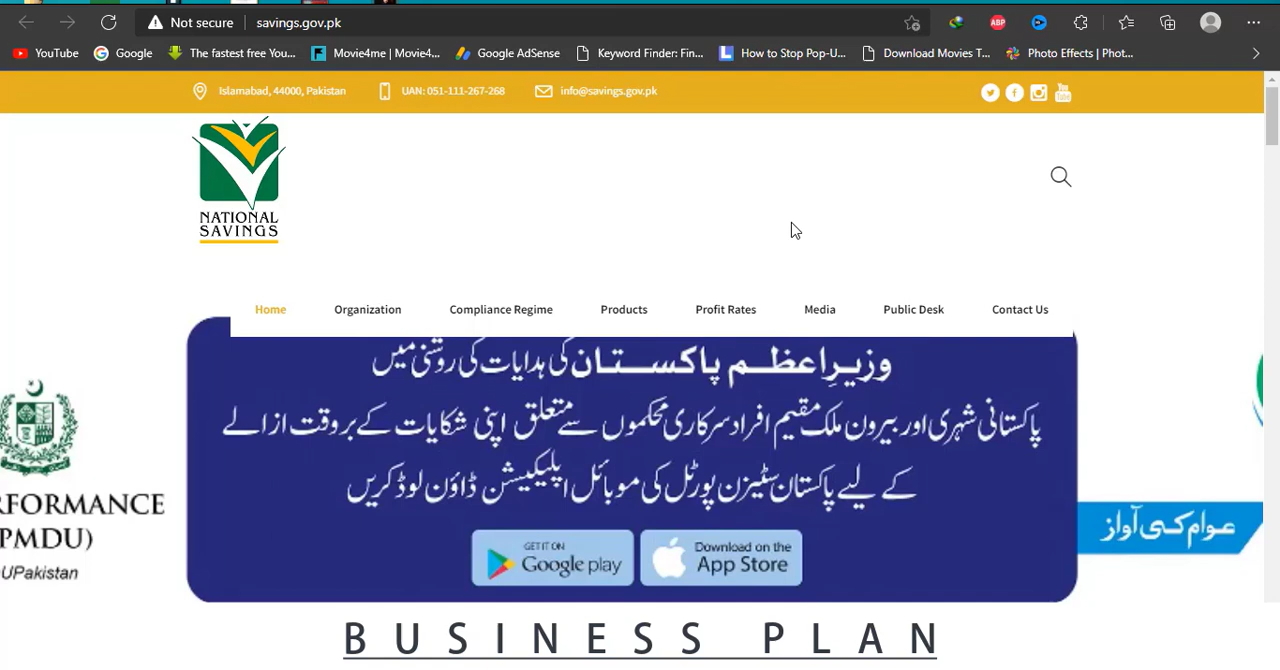 Not secure savings.gov.pk
ABP
YouTube Google The fastest free You... Movie4me | Movie4... Google AdSense Keyword Finder: Fin... How to Stop Pop-U... Download Movies T... Photo Effects | Phot...
Islamabad, 44000, Pakistan UAN: 051-111-267-268 info@savings.gov.pk
NATIONAL
SAVINGS
Home Organization Compliance Regime Products Profit Rates Media Public Desk Contact Us
وزیرِاعظم پاکستان کی ہدایات کی روشنی میں
پاکستانی شہری اور بیرون ملک مقیم افراد سرکاری محکموں سے متعلق اپنی شکایات کے بروقت ازالے
کے لیے پاکستان سٹیزن پورٹل کی موبائل اپلیکیشن ڈاؤن لوڈ کریں
RFORMANCE
PMDU)
UPakistan
عوام کی آواز
GET IT ON
Google play
Download on the
App Store
BUSINESS PLAN